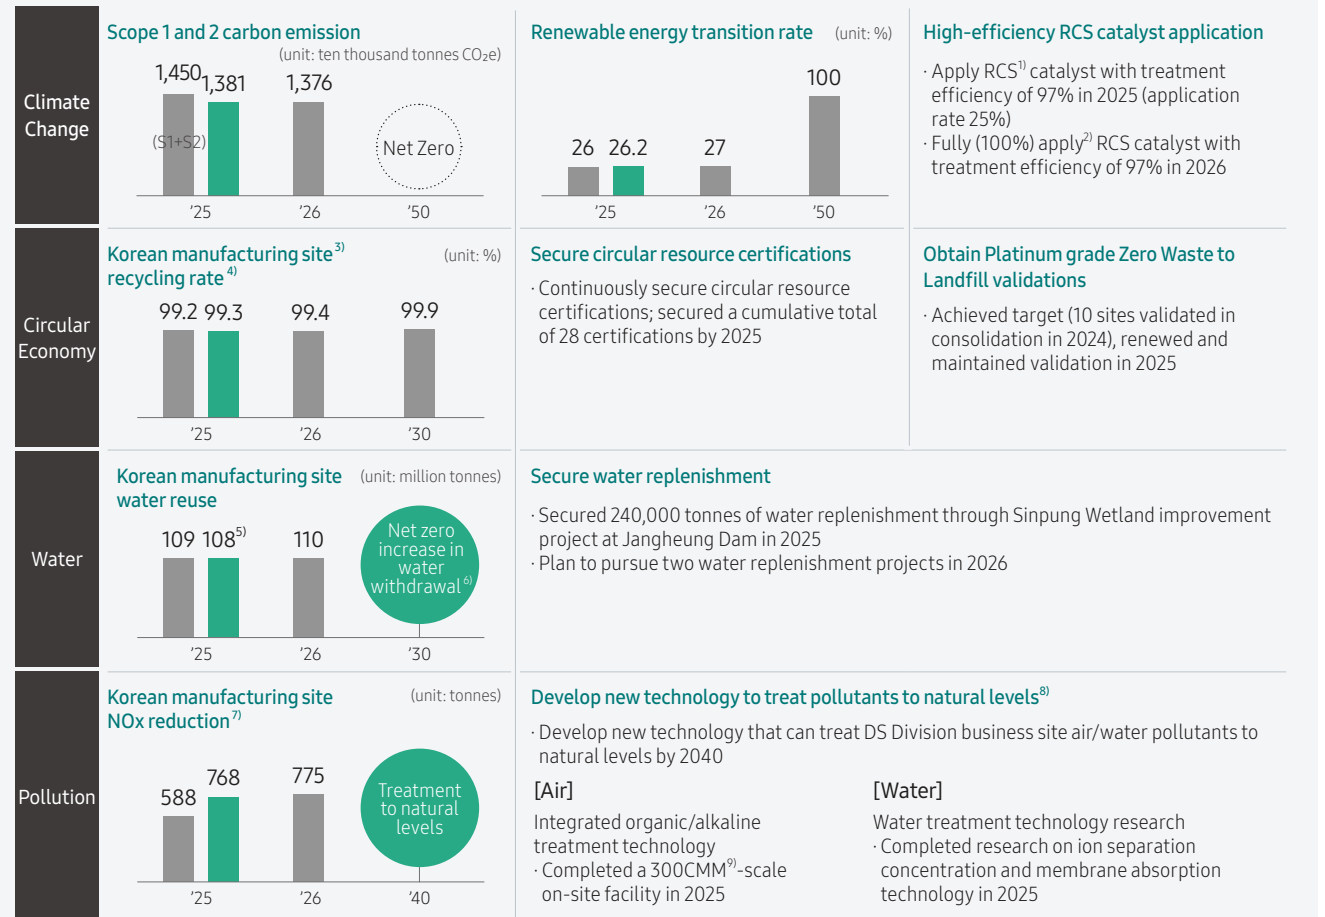 Climate
Change
Scope 1 and 2 carbon emission
(unit: ten thousand tonnes CO₂e)
1,450
1,381
1,376
(S1+S2)
Net Zero
’25
’26
’50
Renewable energy transition rate (unit: %)
26
26.2
27
100
’25
’26
’50
High-efficiency RCS catalyst application
· Apply RCS1) catalyst with treatment
efficiency of 97% in 2025 (application
rate 25%)
· Fully (100%) apply2) RCS catalyst with
treatment efficiency of 97% in 2026
Circular
Economy
Korean manufacturing site3) (unit: %)
recycling rate4)
99.2
99.3
99.4
99.9
’25
’26
’30
Secure circular resource certifications
· Continuously secure circular resource
certifications; secured a cumulative total
of 28 certifications by 2025
Obtain Platinum grade Zero Waste to
Landfill validations
· Achieved target (10 sites validated in
consolidation in 2024), renewed and
maintained validation in 2025
Water
Korean manufacturing site (unit: million tonnes)
water reuse
109
1085)
110
Net zero
increase in
water
withdrawal6)
’25
’26
’30
Secure water replenishment
· Secured 240,000 tonnes of water replenishment through Sinpung Wetland improvement
project at Jangheung Dam in 2025
· Plan to pursue two water replenishment projects in 2026
Pollution
Korean manufacturing site (unit: tonnes)
NOx reduction7)
588
768
775
Treatment
to natural
levels
’25
’26
’40
Develop new technology to treat pollutants to natural levels8)
· Develop new technology that can treat DS Division business site air/water pollutants to
natural levels by 2040
[Air]
Integrated organic/alkaline
treatment technology
· Completed a 300CMM9)-scale
on-site facility in 2025
[Water]
Water treatment technology research
· Completed research on ion separation
concentration and membrane absorption
technology in 2025